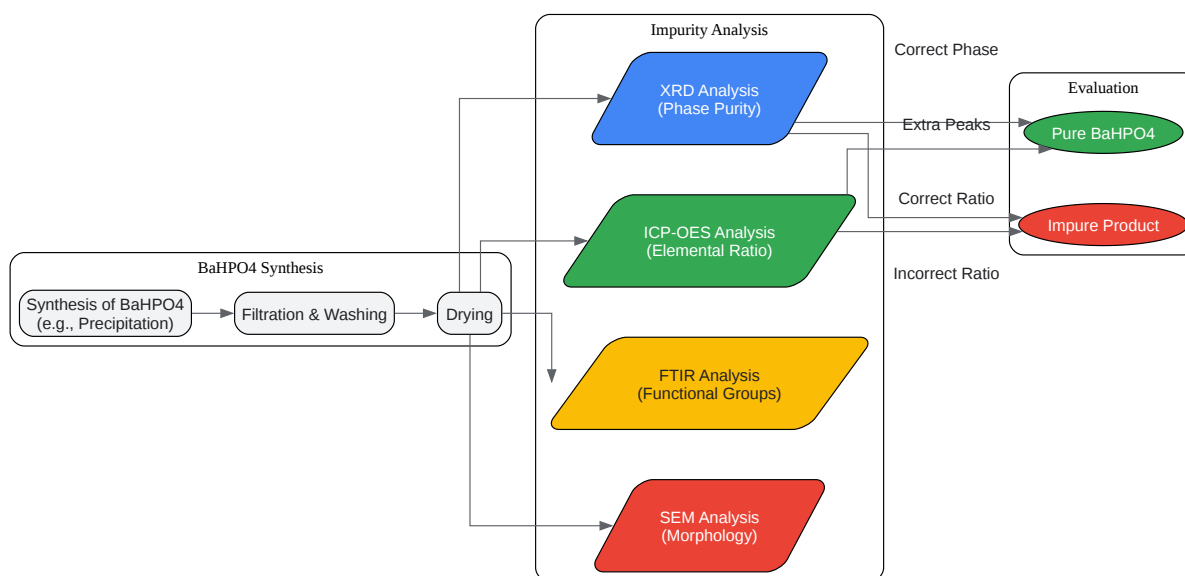 Impurity Analysis
XRD Analysis
(Phase Purity)
ICP-OES Analysis
(Elemental Ratio)
FTIR Analysis
(Functional Groups)
SEM Analysis
(Morphology)
BaHPO4 Synthesis
Synthesis of BaHPO4
(e.g., Precipitation)
Filtration & Washing
Drying
Correct Phase
Extra Peaks
Correct Ratio
Incorrect Ratio
Evaluation
Pure BaHPO4
Impure Product